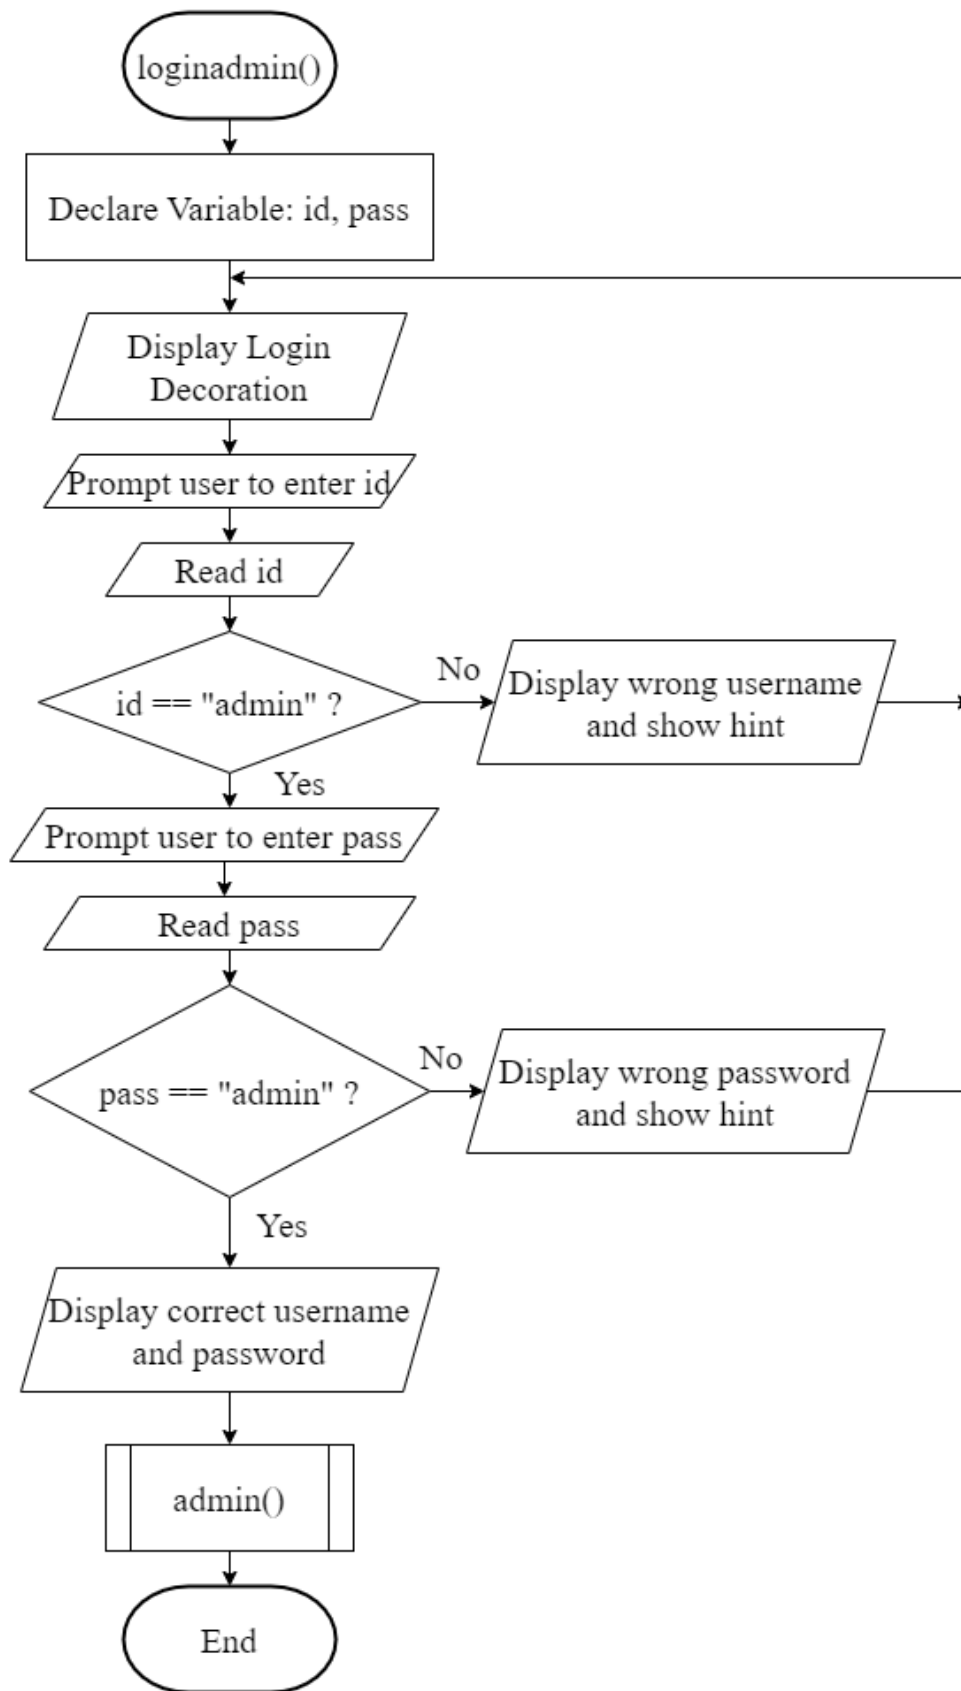 loginadmin()
Declare Variable: id, pass
Display Login
Decoration
Prompt user to enter id
Read id
id == "admin" ?
No
Display wrong username
and show hint
Yes
Prompt user to enter pass
Read pass
pass == "admin" ?
No
Display wrong password
and show hint
Yes
Display correct username
and password
admin()
End